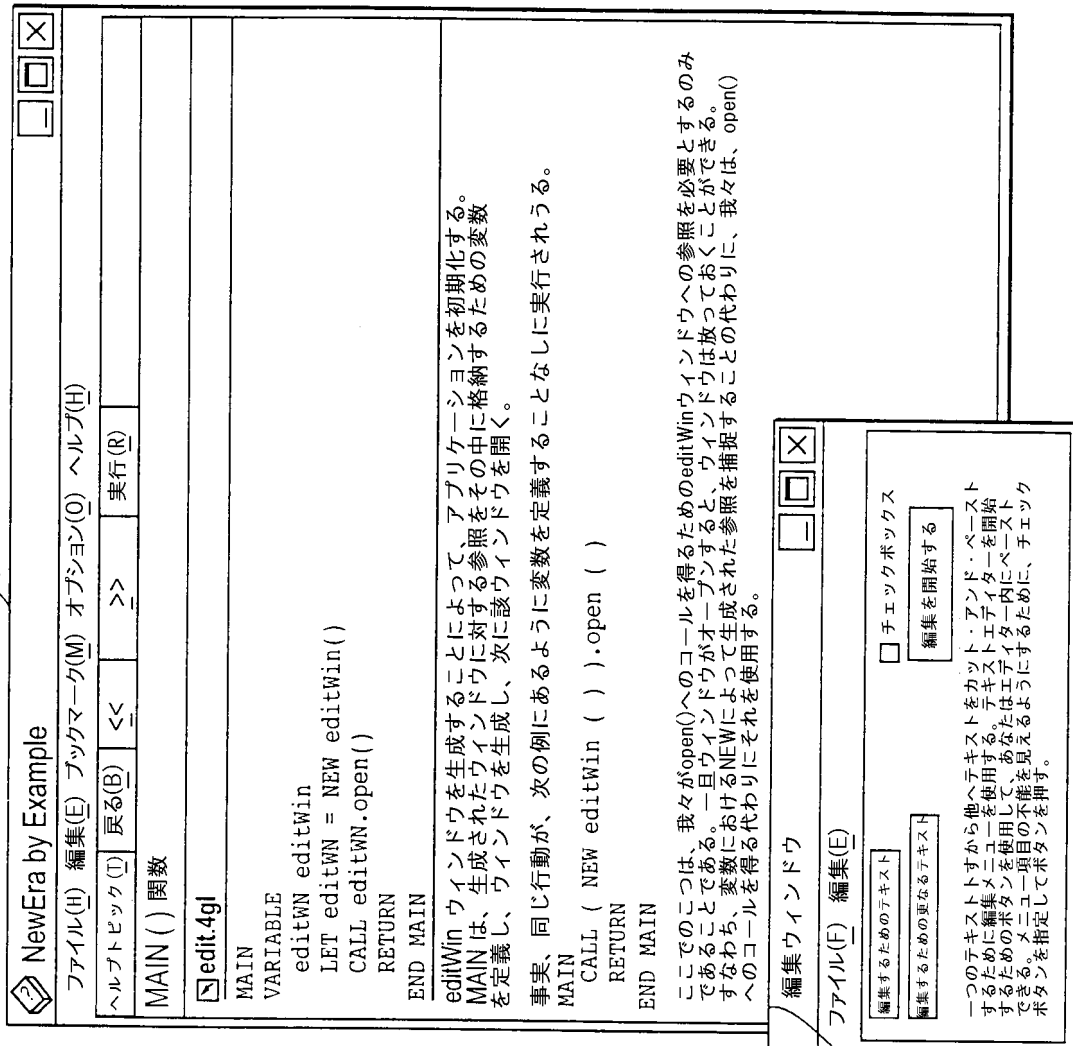 NewEra by Example
ファイル(H) 編集(E) ブックマーク(M) オプション(O) ヘルプ(H)
ヘルプトピック(T) 戻る(B) << >> 実行(R)
MAIN ( ) 関数
edit.4gl
MAIN
VARIABLE
editWN editWin
LET editWN = NEW editWin()
CALL editWN.open()
RETURN
END MAIN
editWin ウィンドウを生成することによって、アプリケーションを初期化する。
MAIN は、生成されたウィンドウに対する参照をその中に格納するための変数
を定義し、ウィンドウを生成し、次に該ウィンドウを開く。
事実、同じ行動が、次の例にあるように変数を定義することなしに実行されうる。
MAIN
CALL ( NEW editWin ( ) ).open ( )
RETURN
END MAIN
ここでのこつは、我々がopen()へのコールを得るためのeditWinウィンドウへの参照を必要とするのみ
であることである。一旦ウィンドウがオープンすると、ウィンドウは放っておくことができる。
すなわち、変数におけるNEWによって生成された参照を捕捉することの代わりに、我々は、open()
へのコールを得る代わりにそれを使用する。
編集ウィンドウ
ファイル(F) 編集(E)
編集するためのテキスト
チェックボックス
編集するための更なるテキスト
編集を開始する
一つのテキストトすから他へテキストをカット・アンド・ペースト
するために編集メニューを使用する。テキストエディターを開始
するためのボタンを使用して、あなたはエディター内にペースト
できる。メニュー項目の不能を見えるようにするために、チェック
ボタンを指定してボタンを押す。